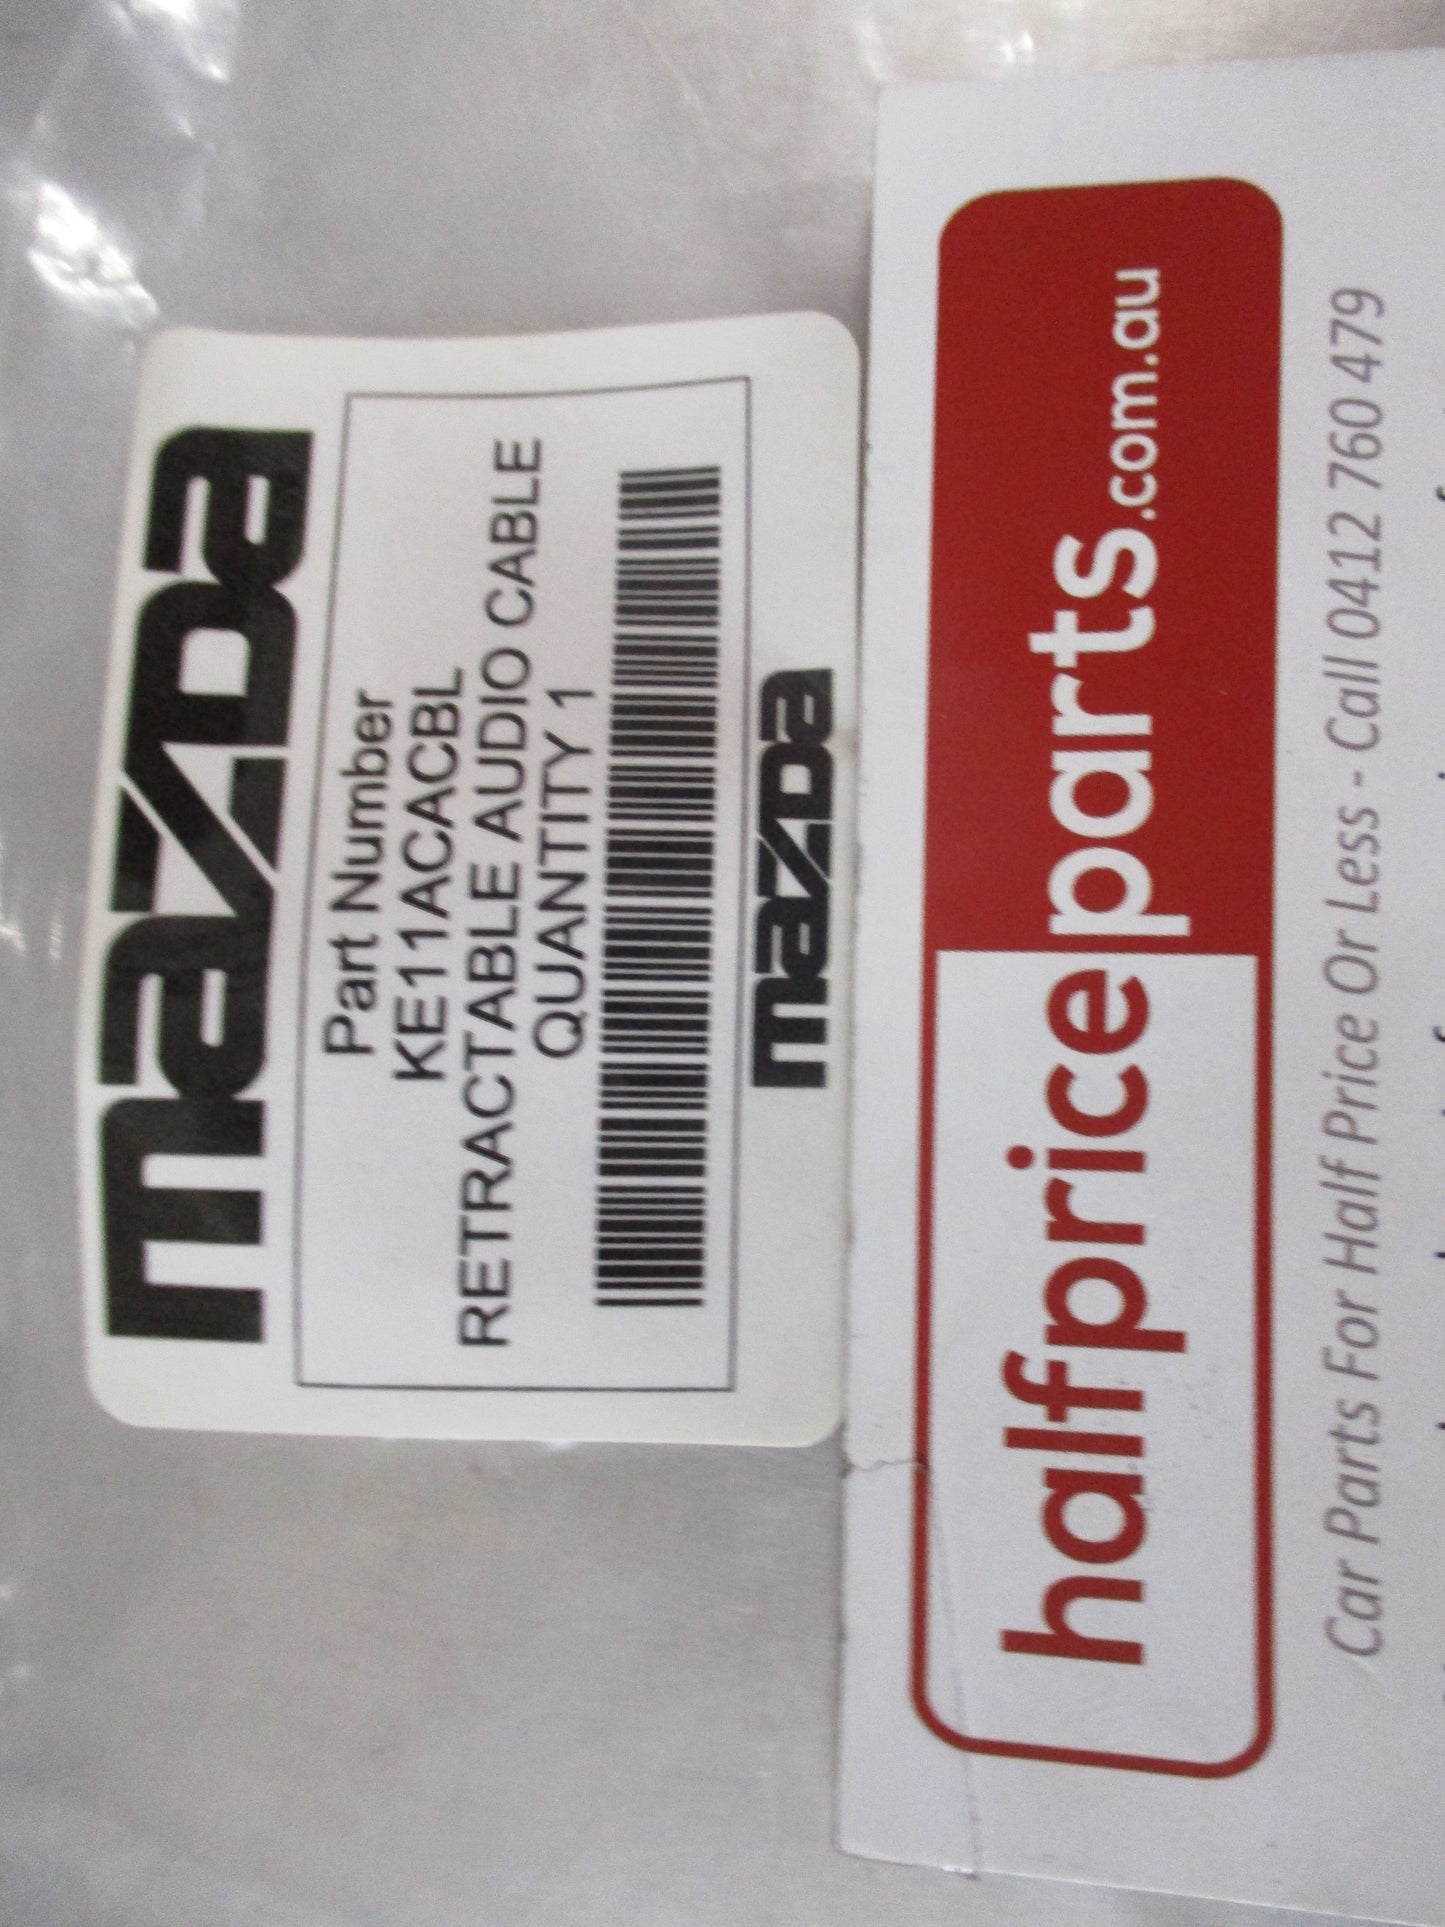 mazda
Part Number
KE11ACACBL
RETRACTABLE AUDIO CABLE
QUANTITY 1
mazda
halfpriceparts.com.au
Car Parts For Half Price Or Less - Call 0412 760 479